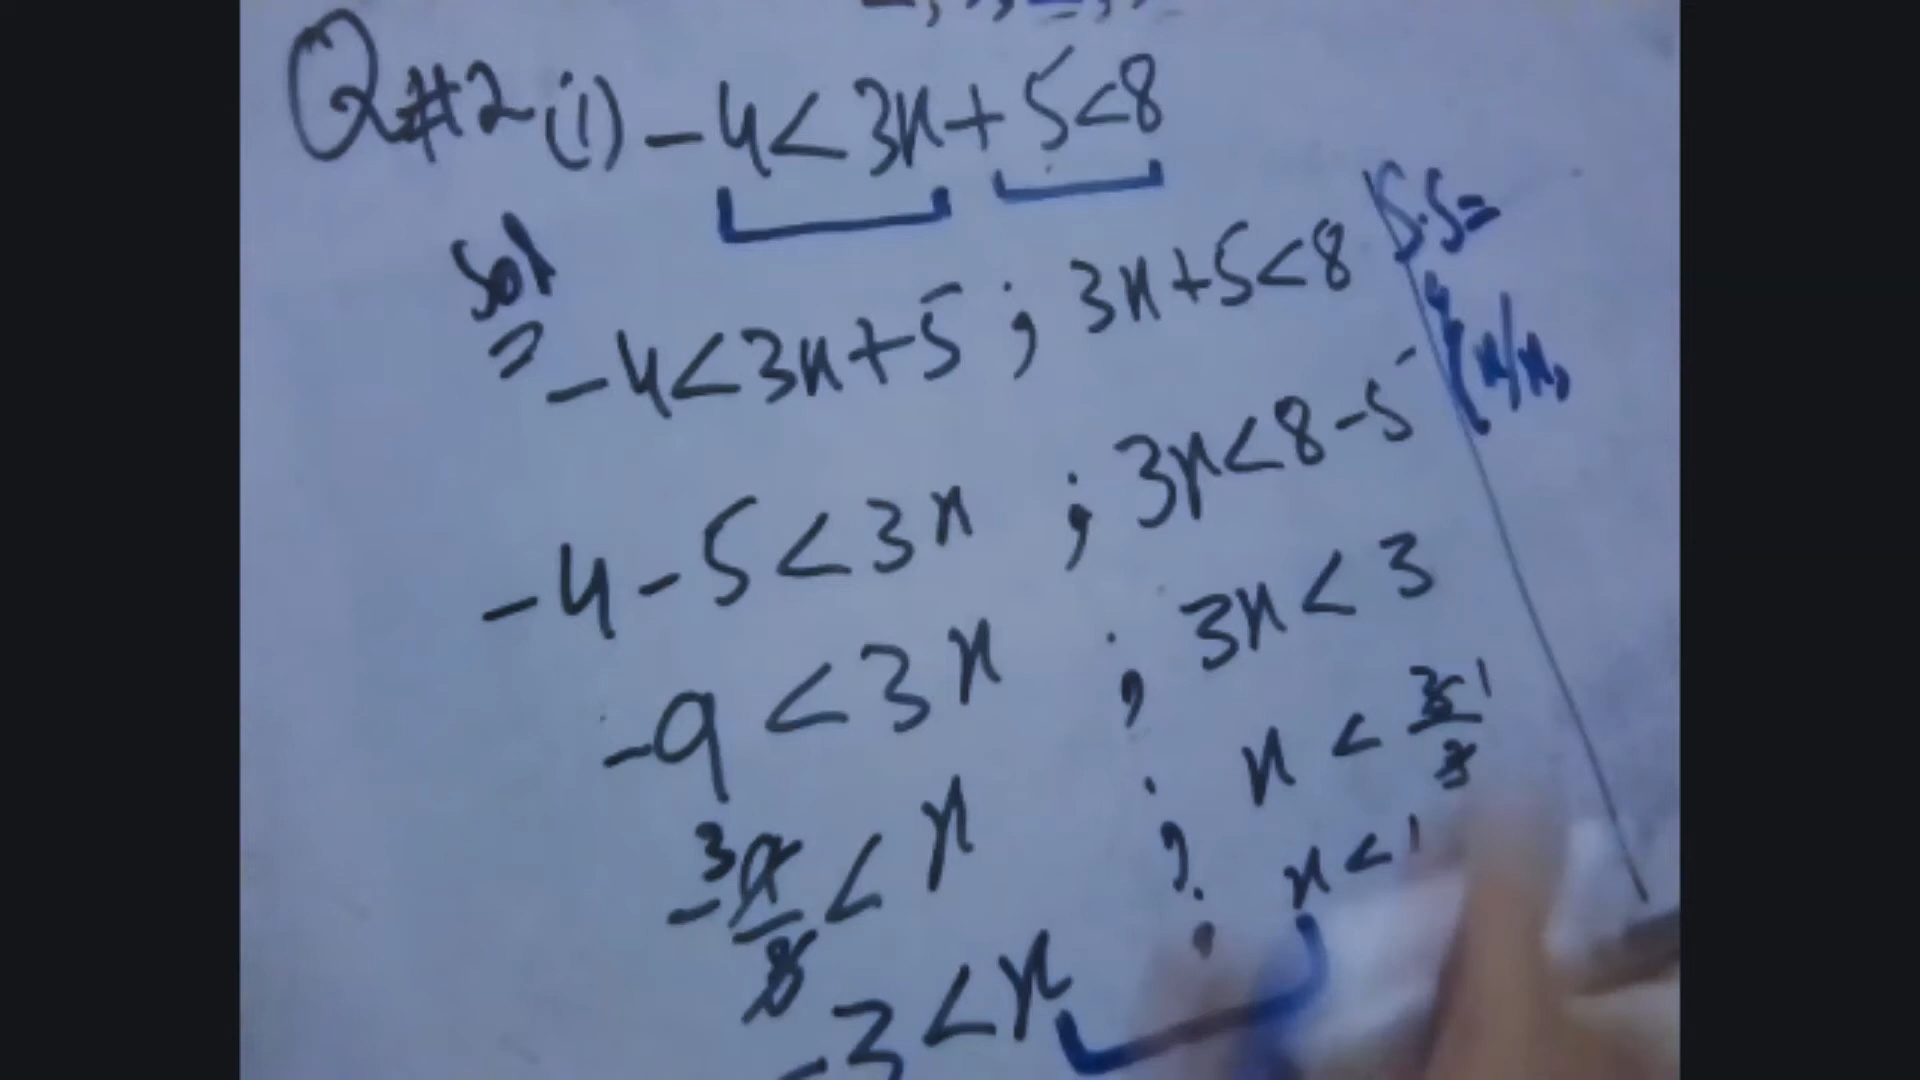 Q#2 (i) -4<3x+5<8
Sol
= -4<3x+5 ; 3x+5<8
-4-5<3x ; 3x<8-5
-9<3x ; 3x<3
-9/3<x ; x<3/3
-3<x ; x<1
S.S=
{x/x,